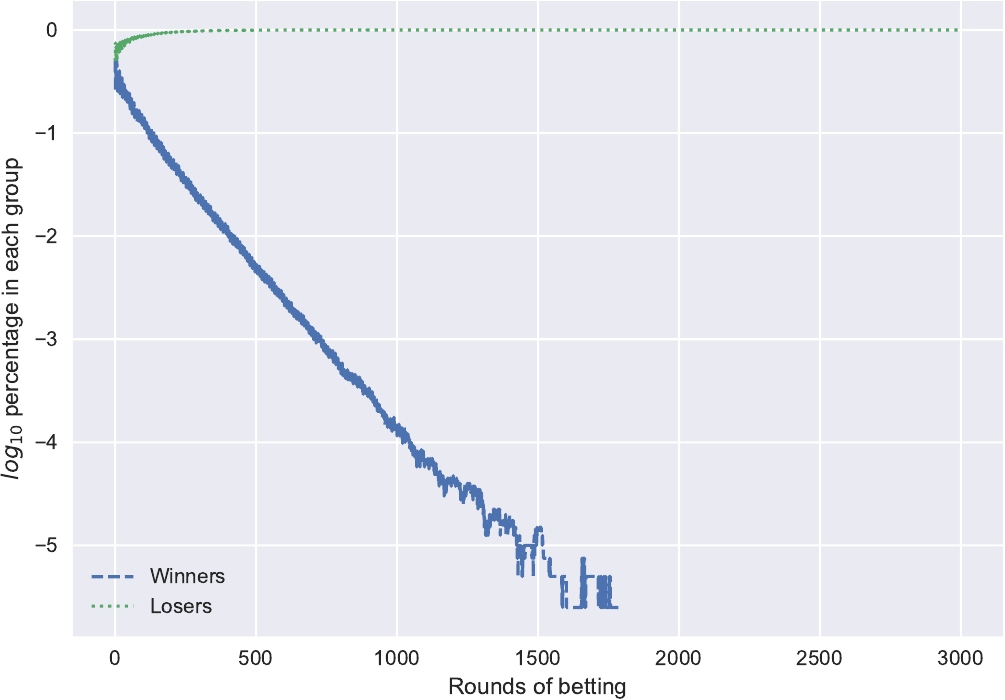 0
−1
−2
−3
−4
−5
log₁₀ percentage in each group
Winners
Losers
0 500 1000 1500 2000 2500 3000
Rounds of betting